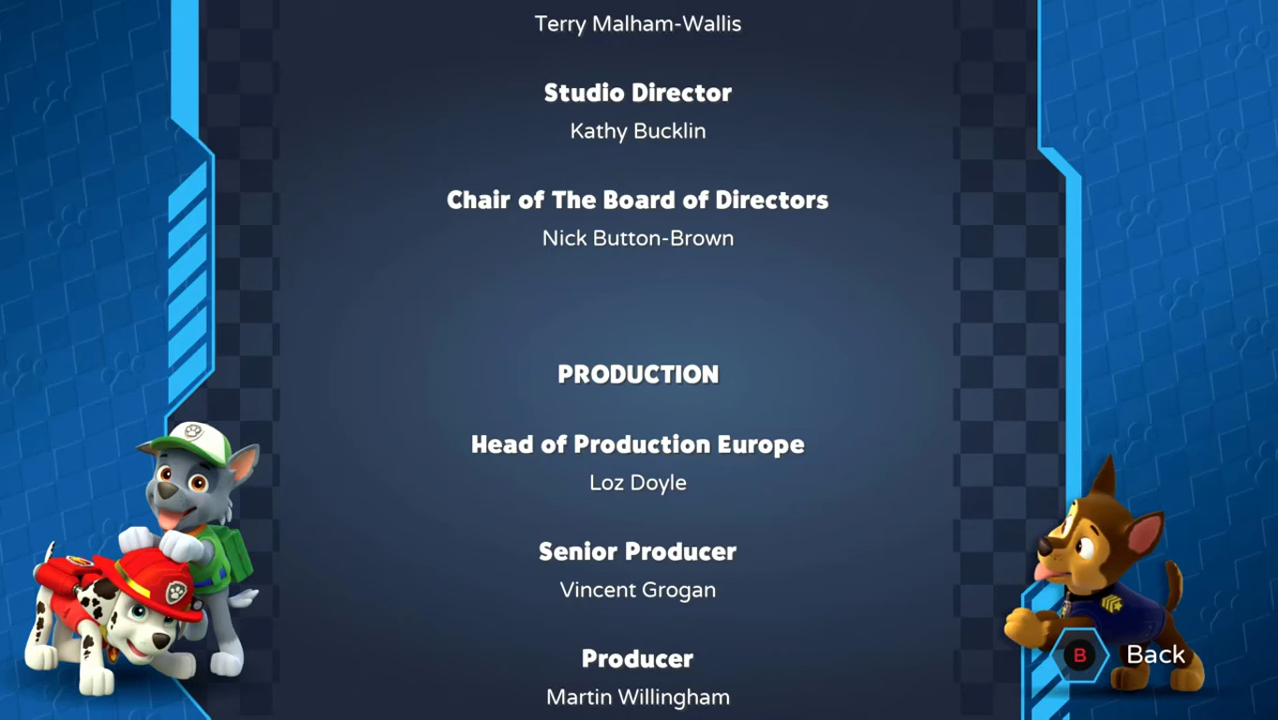 Terry Malham-Wallis
Studio Director
Kathy Bucklin
Chair of The Board of Directors
Nick Button-Brown
PRODUCTION
Head of Production Europe
Loz Doyle
Senior Producer
Vincent Grogan
Producer
Martin Willingham
B Back